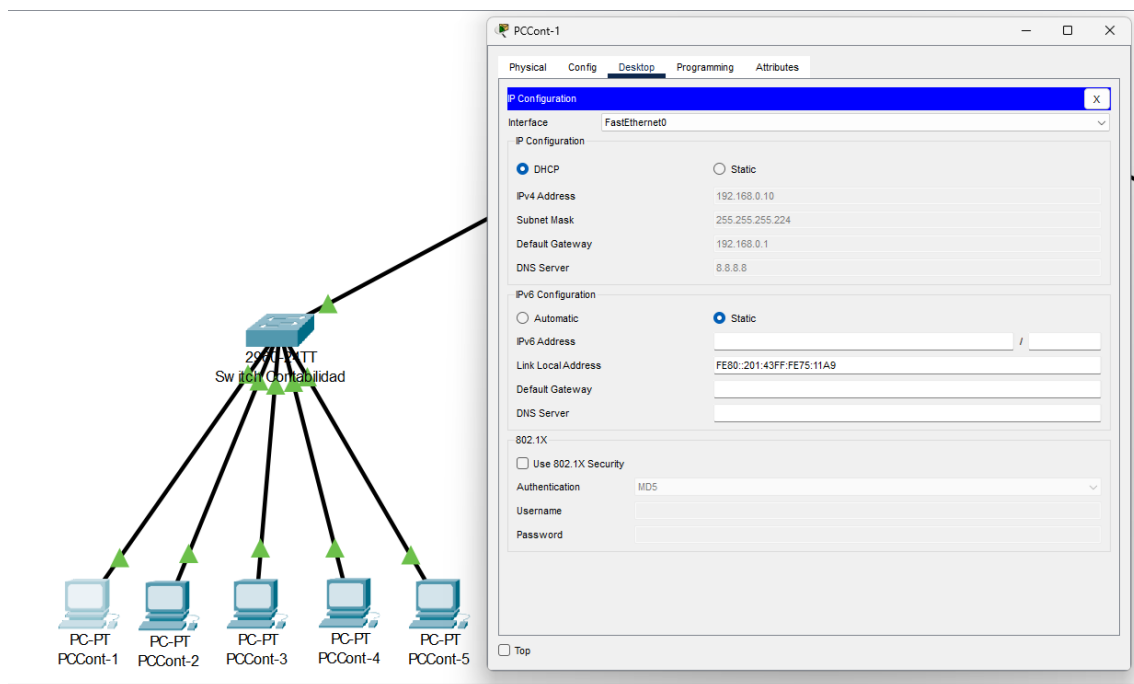 PCCont-1
Physical Config Desktop Programming Attributes
IP Configuration X
Interface FastEthernet0
IP Configuration
DHCP Static
IPv4 Address 192.168.0.10
Subnet Mask 255.255.255.224
Default Gateway 192.168.0.1
DNS Server 8.8.8.8
IPv6 Configuration
Automatic Static
IPv6 Address /
Link Local Address FE80::201:43FF:FE75:11A9
Default Gateway
DNS Server
802.1X
Use 802.1X Security
Authentication MD5
Username
Password
Top
2960-24TT
Switch Contabilidad
PC-PT
PCCont-1
PC-PT
PCCont-2
PC-PT
PCCont-3
PC-PT
PCCont-4
PC-PT
PCCont-5